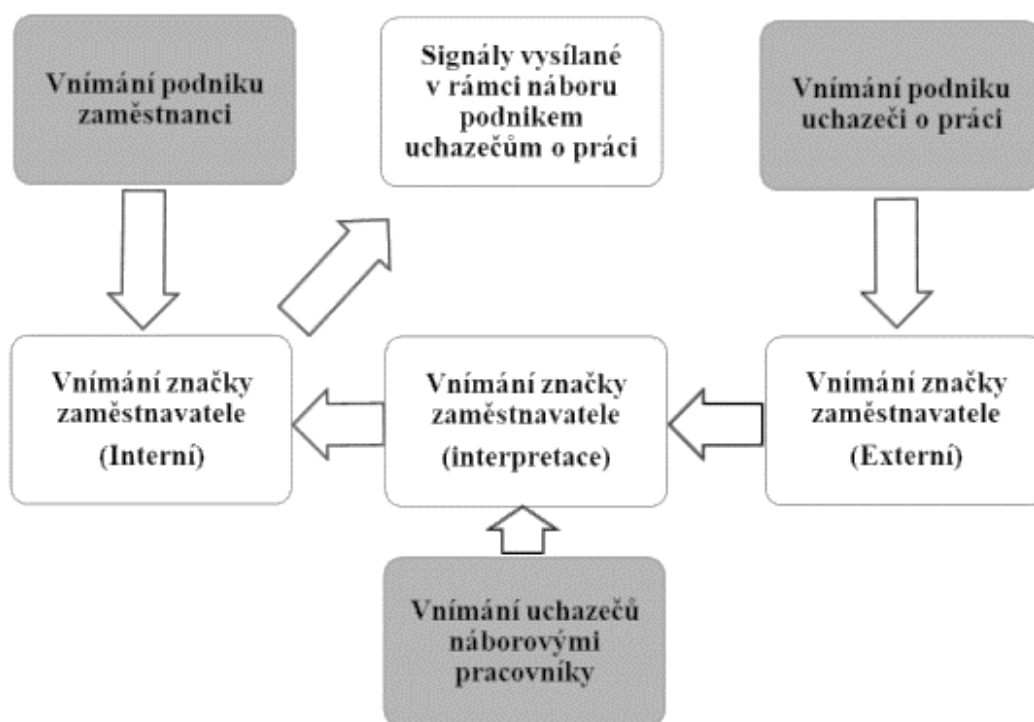 Vnímání podniku
zaměstnanci
Signály vysílané
v rámci náboru
podnikem
uchazečům o práci
Vnímání podniku
uchazeči o práci
Vnímání značky
zaměstnavatele
(Interní)
Vnímání značky
zaměstnavatele
(interpretace)
Vnímání značky
zaměstnavatele
(Externí)
Vnímání uchazečů
náborovými
pracovníky